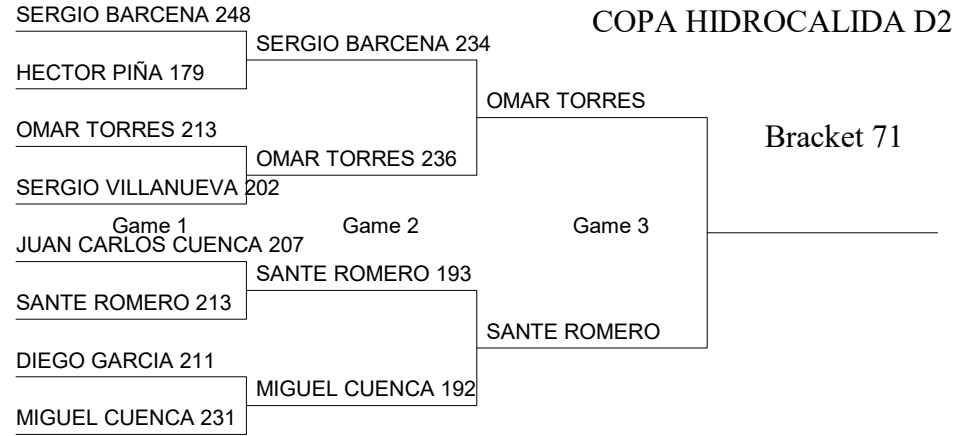 COPA HIDROCALIDA D2
Bracket 71
SERGIO BARCENA 248
HECTOR PIÑA 179
OMAR TORRES 213
SERGIO VILLANUEVA 202
Game 1
JUAN CARLOS CUENCA 207
SANTE ROMERO 213
DIEGO GARCIA 211
MIGUEL CUENCA 231
SERGIO BARCENA 234
OMAR TORRES 236
Game 2
SANTE ROMERO 193
MIGUEL CUENCA 192
OMAR TORRES
Game 3
SANTE ROMERO